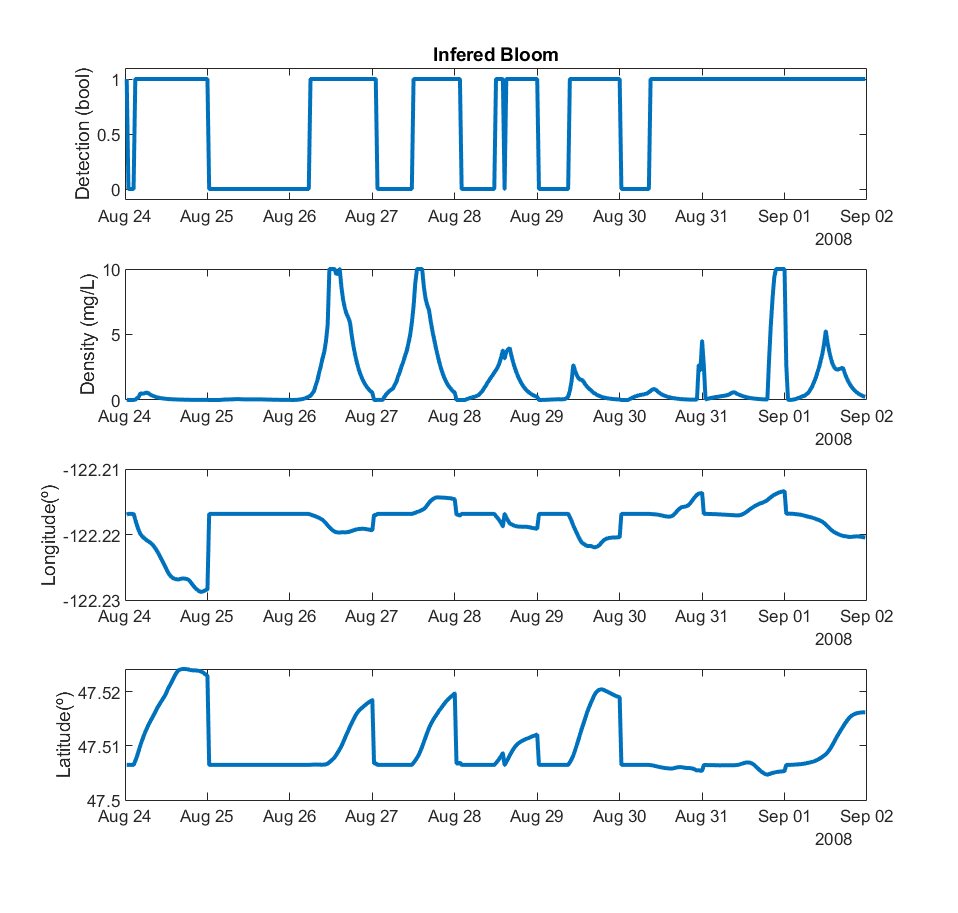 Infered Bloom
Detection (bool)
1
0.5
0
Aug 24 Aug 25 Aug 26 Aug 27 Aug 28 Aug 29 Aug 30 Aug 31 Sep 01 Sep 02
2008
Density (mg/L)
10
5
0
Aug 24 Aug 25 Aug 26 Aug 27 Aug 28 Aug 29 Aug 30 Aug 31 Sep 01 Sep 02
2008
Longitude(º)
-122.21
-122.22
-122.23
Aug 24 Aug 25 Aug 26 Aug 27 Aug 28 Aug 29 Aug 30 Aug 31 Sep 01 Sep 02
2008
Latitude(º)
47.52
47.51
47.5
Aug 24 Aug 25 Aug 26 Aug 27 Aug 28 Aug 29 Aug 30 Aug 31 Sep 01 Sep 02
2008